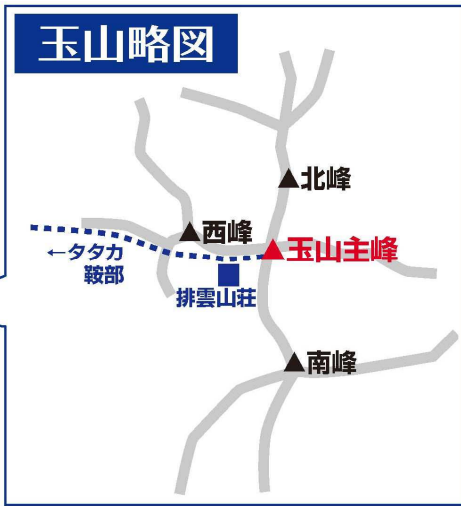 玉山略図
▲北峰
▲西峰
▲玉山主峰
←タタカ
鞍部
排雲山荘
▲南峰